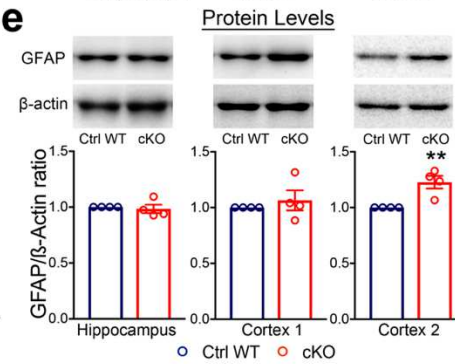 e
Protein Levels
GFAP
β-actin
Ctrl WT cKO Ctrl WT cKO Ctrl WT cKO
GFAP/ß-Actin ratio
1.5
1.0
0.5
0.0
Hippocampus
1.5
1.0
0.5
0.0
Cortex 1
**
1.5
1.0
0.5
0.0
Cortex 2
Ctrl WT cKO